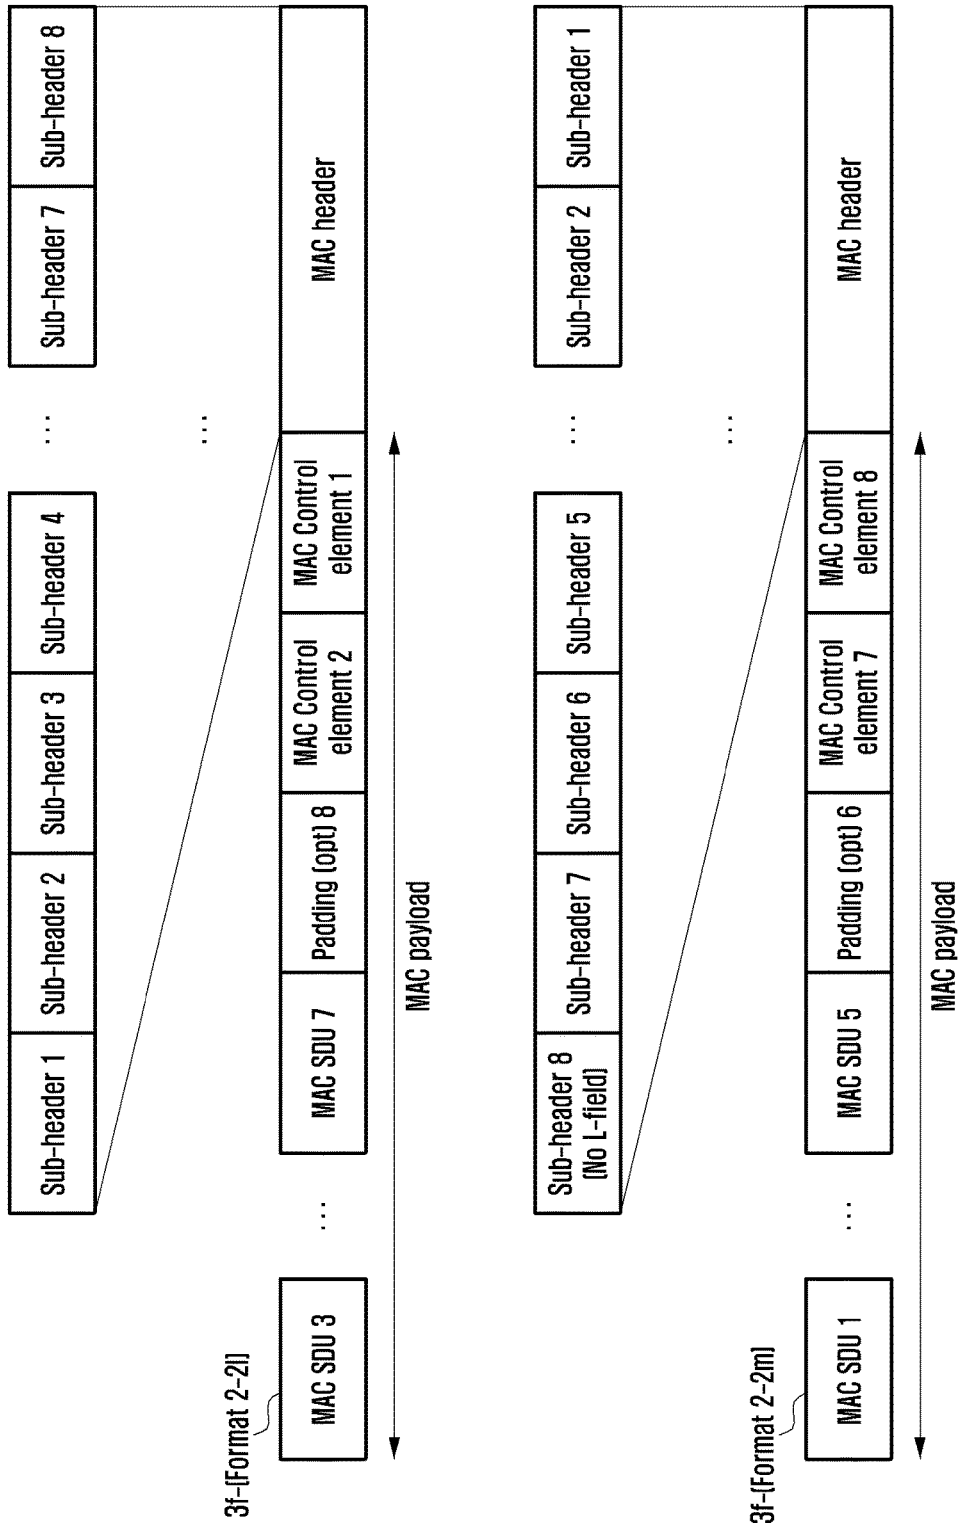 Sub-header 1
Sub-header 2
Sub-header 3
Sub-header 4
...
Sub-header 7
Sub-header 8
...
3f-(Format 2-2l)
MAC SDU 3
...
MAC SDU 7
Padding (opt) 8
MAC Control
element 2
MAC Control
element 1
MAC header
MAC payload
Sub-header 8
(No L-field)
Sub-header 7
Sub-header 6
Sub-header 5
...
Sub-header 2
Sub-header 1
...
3f-(Format 2-2m)
MAC SDU 1
...
MAC SDU 5
Padding (opt) 6
MAC Control
element 7
MAC Control
element 8
MAC header
MAC payload